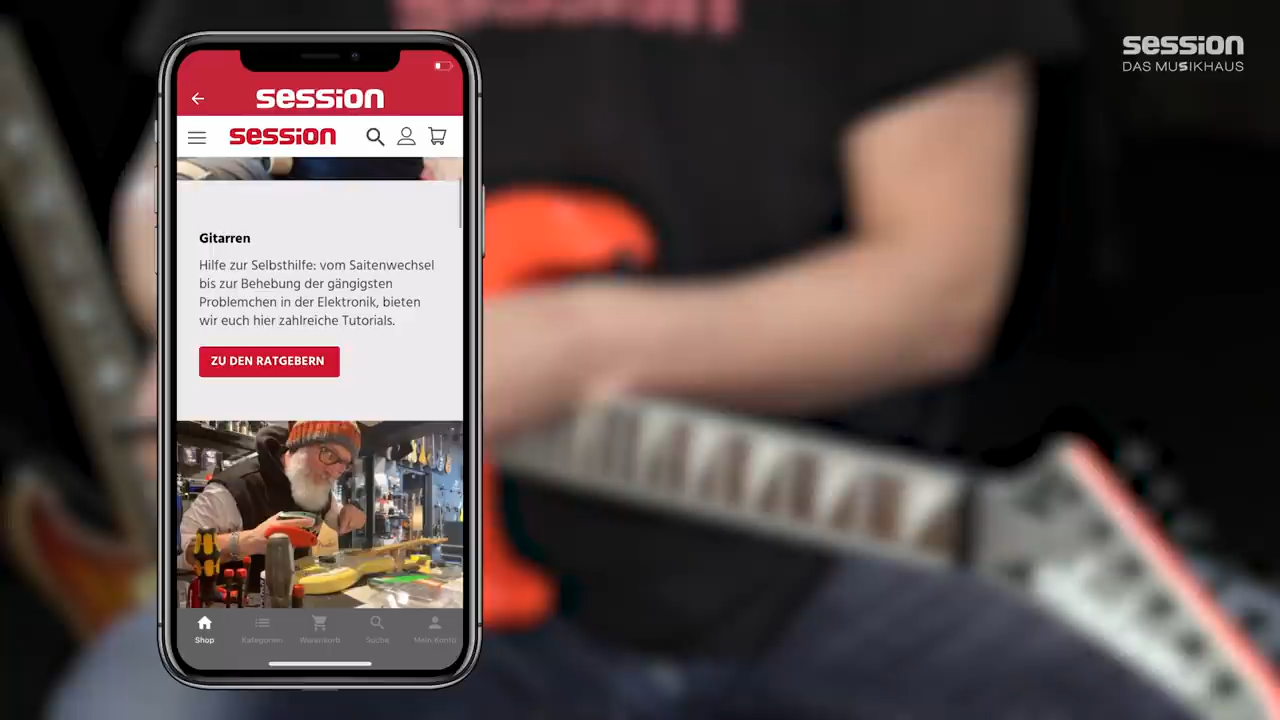 session
DAS MUSIKHAUS
session
session
Gitarren
Hilfe zur Selbsthilfe: vom Saitenwechsel
bis zur Behebung der gängigsten
Problemchen in der Elektronik, bieten
wir euch hier zahlreiche Tutorials.
ZU DEN RATGEBERN
Shop
Kategorien
Warenkorb
Suche
Mein Konto